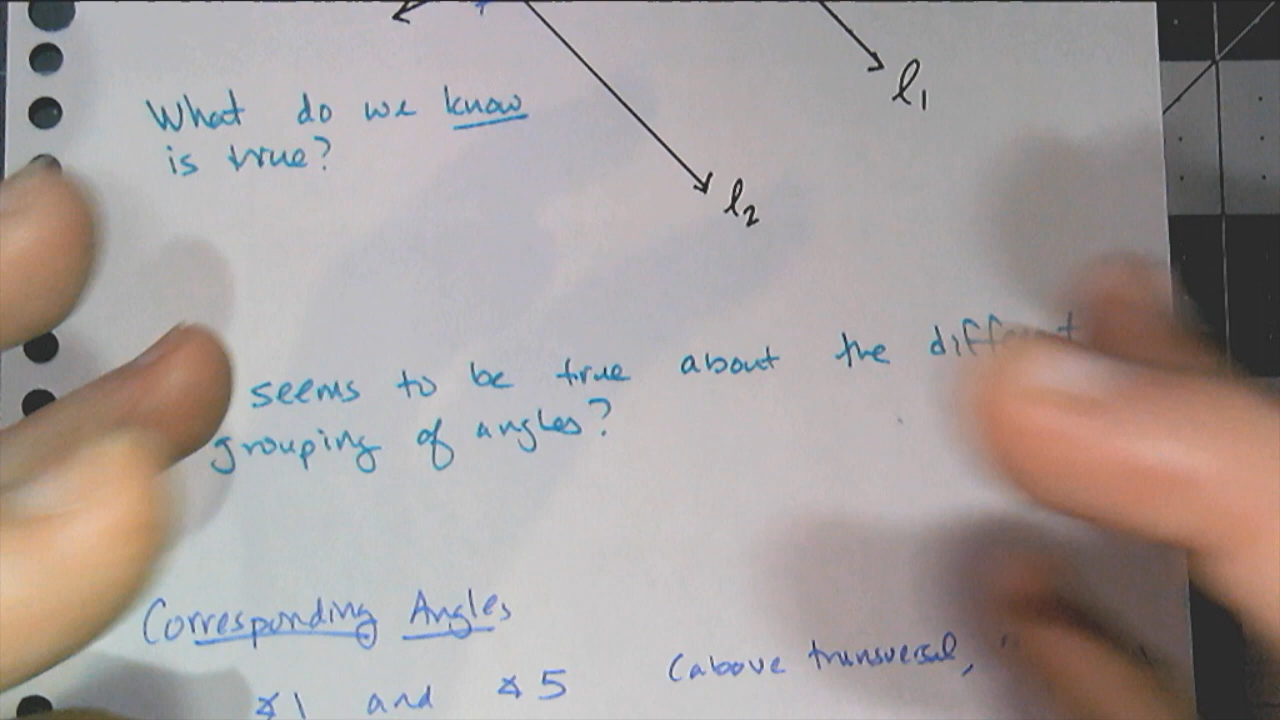 l₁
What do we know
is true?
l₂
seems to be true about the different
grouping of angles?
Corresponding Angles
∡1 and ∡5 (above transversal,